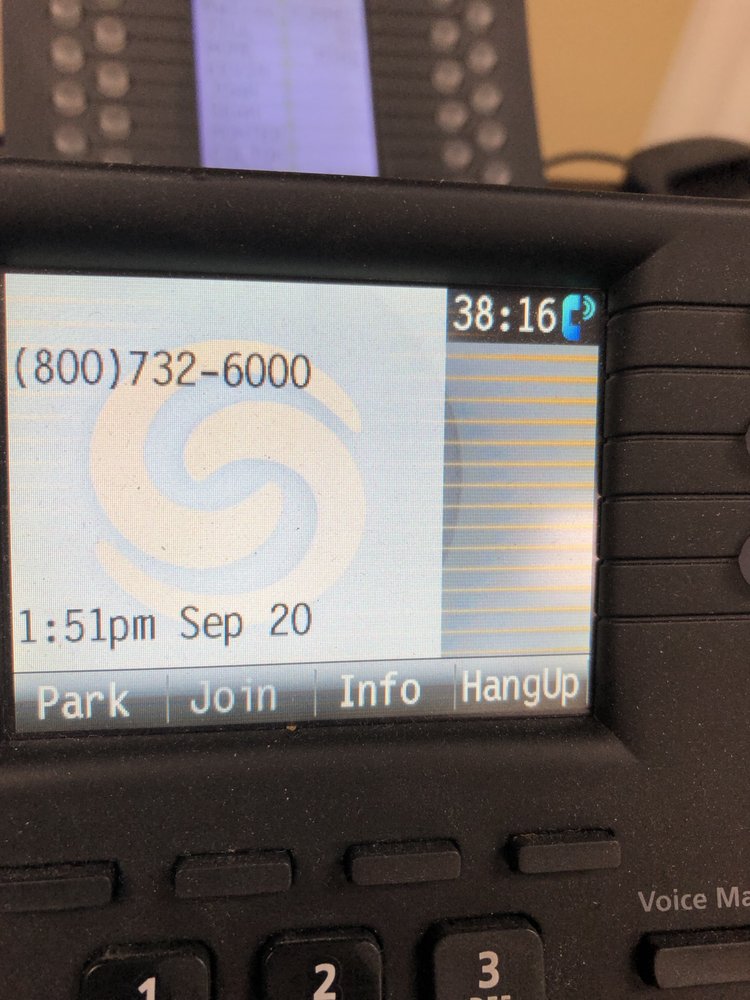 38:16
(800)732-6000
1:51pm Sep 20
Park Join Info HangUp
Voice Ma
1 2 3